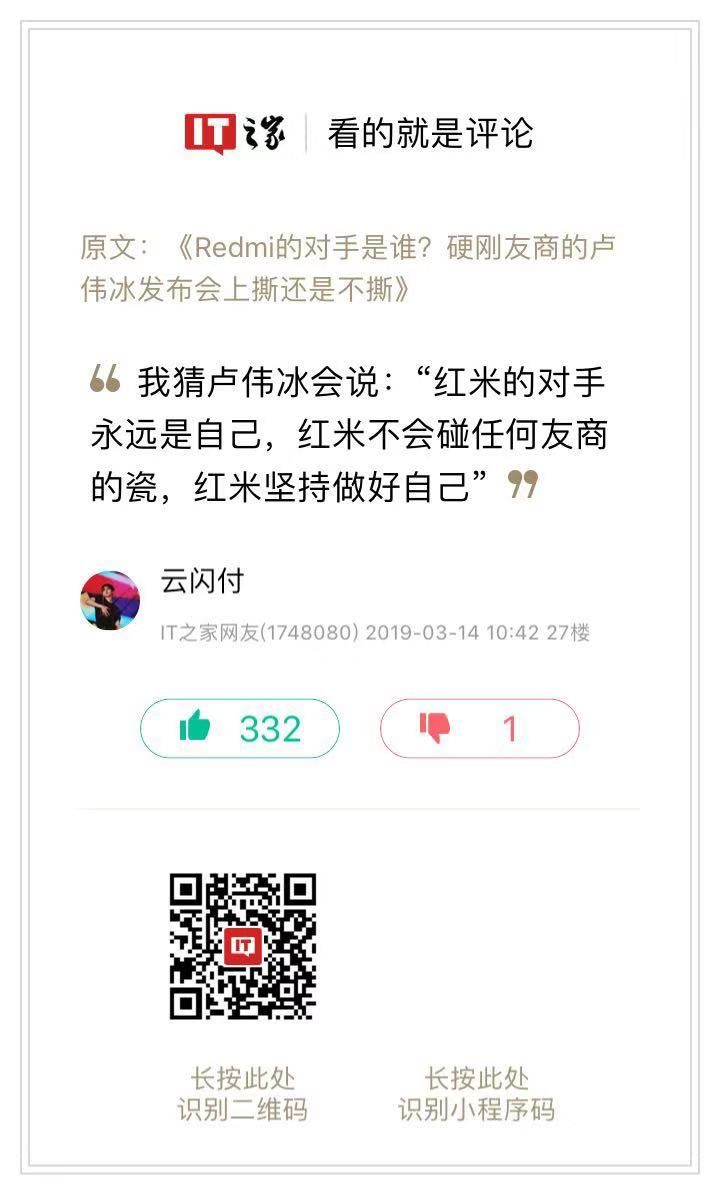 IT之家 | 看的就是评论
原文：《Redmi的对手是谁？硬刚友商的卢
伟冰发布会上撕还是不撕》
“ 我猜卢伟冰会说：“红米的对手
永远是自己，红米不会碰任何友商
的瓷，红米坚持做好自己” ”
云闪付
IT之家网友(1748080) 2019-03-14 10:42 27楼
332 1
IT
长按此处 长按此处
识别二维码 识别小程序码